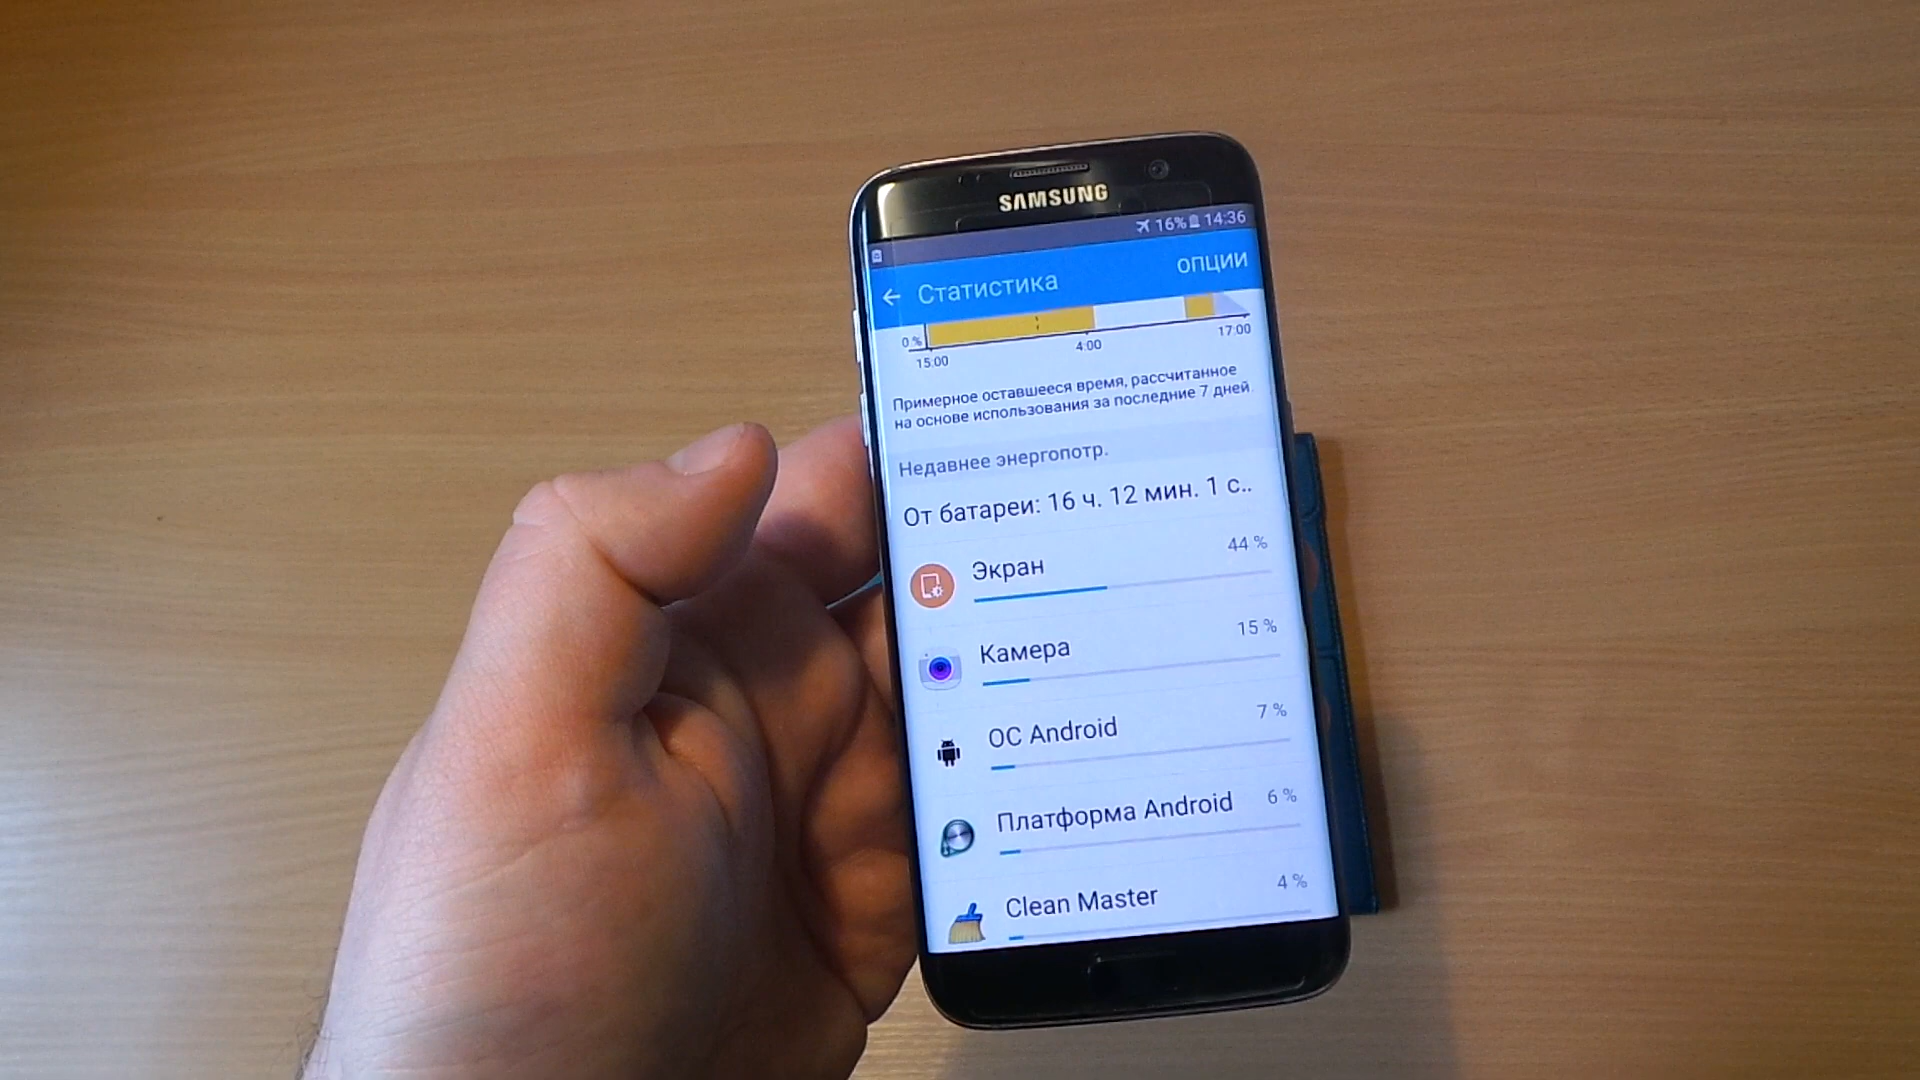 SAMSUNG
16% 14:36
Статистика ОПЦИИ
0 %
15:00 4:00 17:00
Примерное оставшееся время, рассчитанное
на основе использования за последние 7 дней.
Недавнее энергопотр.
От батареи: 16 ч. 12 мин. 1 с..
Экран 44 %
Камера 15 %
ОС Android 7 %
Платформа Android 6 %
Clean Master 4 %